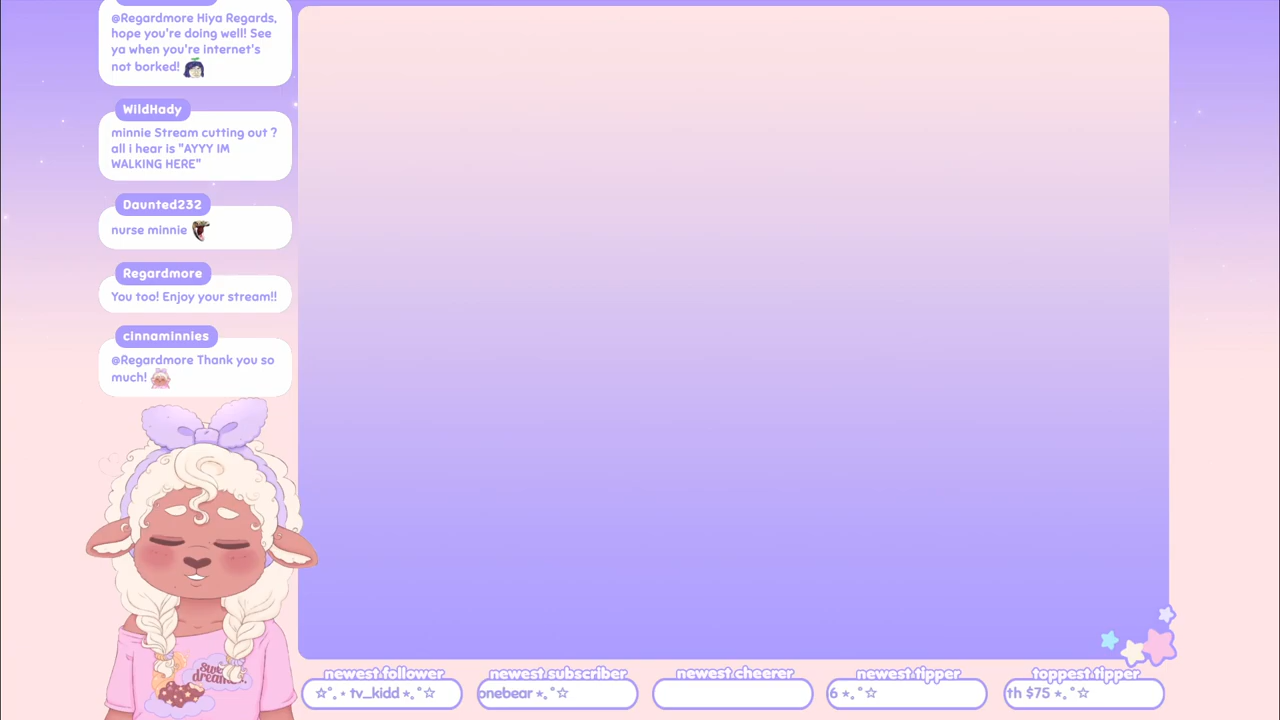 @Regardmore Hiya Regards,
hope you're doing well! See
ya when you're internet's
not borked!
WildHady
minnie Stream cutting out ?
all i hear is "AYYY IM
WALKING HERE"
Daunted232
nurse minnie
Regardmore
You too! Enjoy your stream!!
cinnaminnies
@Regardmore Thank you so
much!
newest follower
☆°｡⋆ tv_kidd ⋆｡°☆
newest subscriber
onebear ⋆｡°☆
newest cheerer
newest tipper
6 ⋆｡°☆
toppest tipper
th $75 ⋆｡°☆